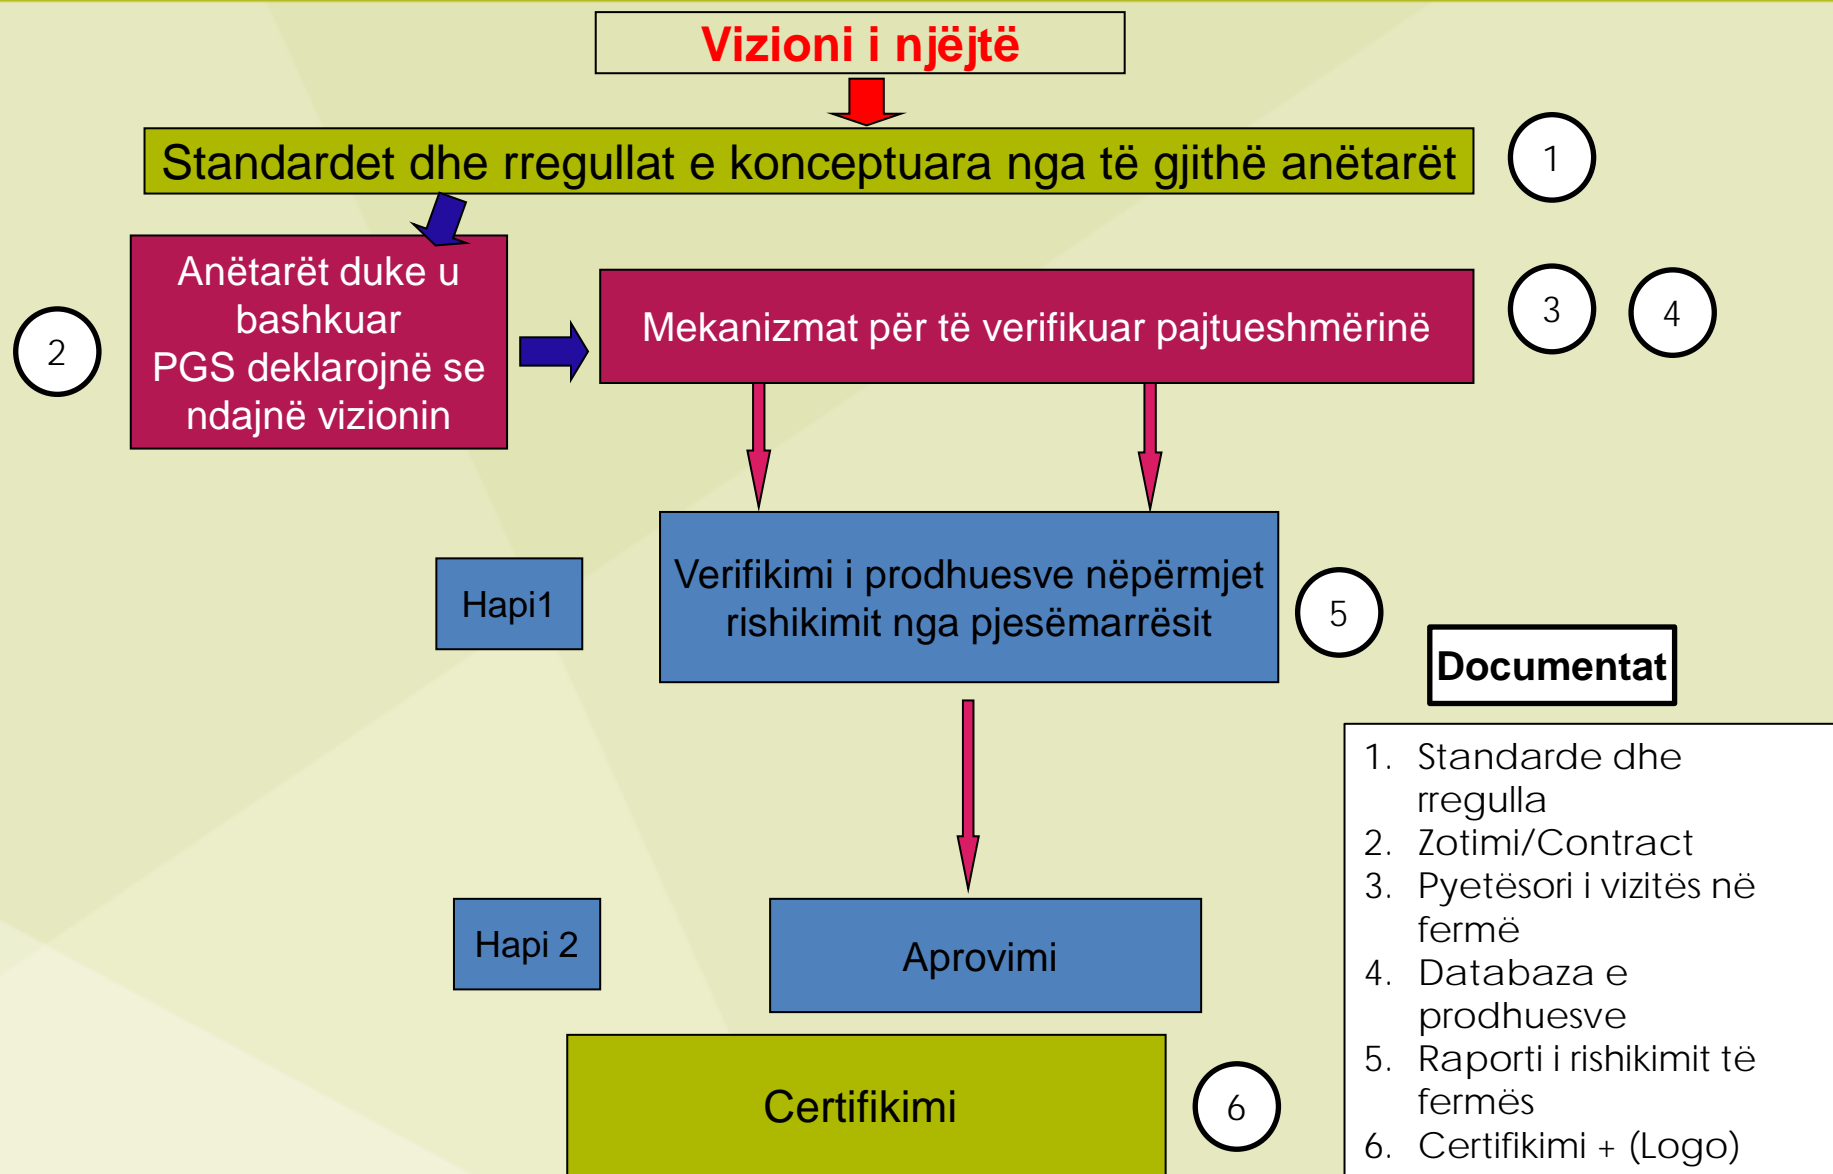 Vizioni i njëjtë
Standardet dhe rregullat e konceptuara nga të gjithë anëtarët
1
Anëtarët duke u
bashkuar
PGS deklarojnë se
ndajnë vizionin
2
Mekanizmat për të verifikuar pajtueshmërinë
3
4
Hapi1
Verifikimi i prodhuesve nëpërmjet
rishikimit nga pjesëmarrësit
5
Hapi 2
Aprovimi
Certifikimi
6
Documentat
1. Standarde dhe
rregulla
2. Zotimi/Contract
3. Pyetësori i vizitës në
fermë
4. Databaza e
prodhuesve
5. Raporti i rishikimit të
fermës
6. Certifikimi + (Logo)